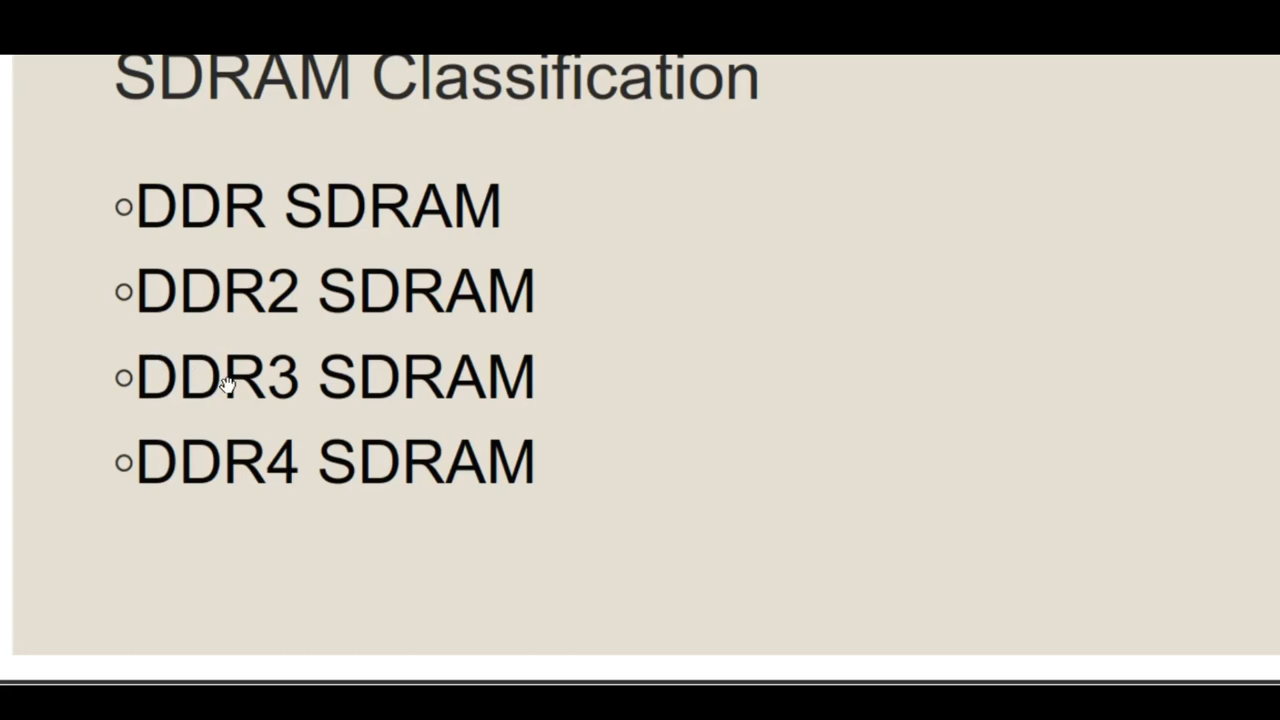 SDRAM Classification
◦DDR SDRAM
◦DDR2 SDRAM
◦DDR3 SDRAM
◦DDR4 SDRAM